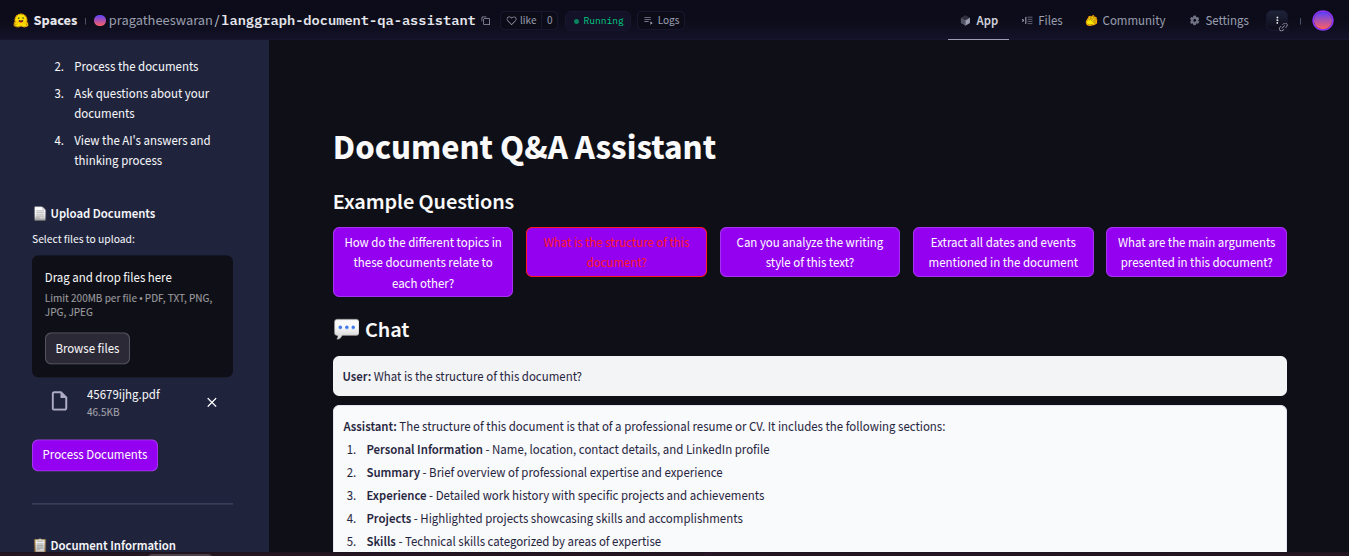 Spaces pragatheeswaran/langgraph-document-qa-assistant like 0 Running Logs App Files Community Settings
2. Process the documents
3. Ask questions about your
documents
4. View the AI's answers and
thinking process
Upload Documents
Select files to upload:
Drag and drop files here
Limit 200MB per file • PDF, TXT, PNG,
JPG, JPEG
Browse files
45679ijhg.pdf
46.5KB
Process Documents
Document Information
Document Q&A Assistant
Example Questions
How do the different topics in
these documents relate to
each other?
What is the structure of this
document?
Can you analyze the writing
style of this text?
Extract all dates and events
mentioned in the document
What are the main arguments
presented in this document?
Chat
User: What is the structure of this document?
Assistant: The structure of this document is that of a professional resume or CV. It includes the following sections:
1. Personal Information - Name, location, contact details, and LinkedIn profile
2. Summary - Brief overview of professional expertise and experience
3. Experience - Detailed work history with specific projects and achievements
4. Projects - Highlighted projects showcasing skills and accomplishments
5. Skills - Technical skills categorized by areas of expertise